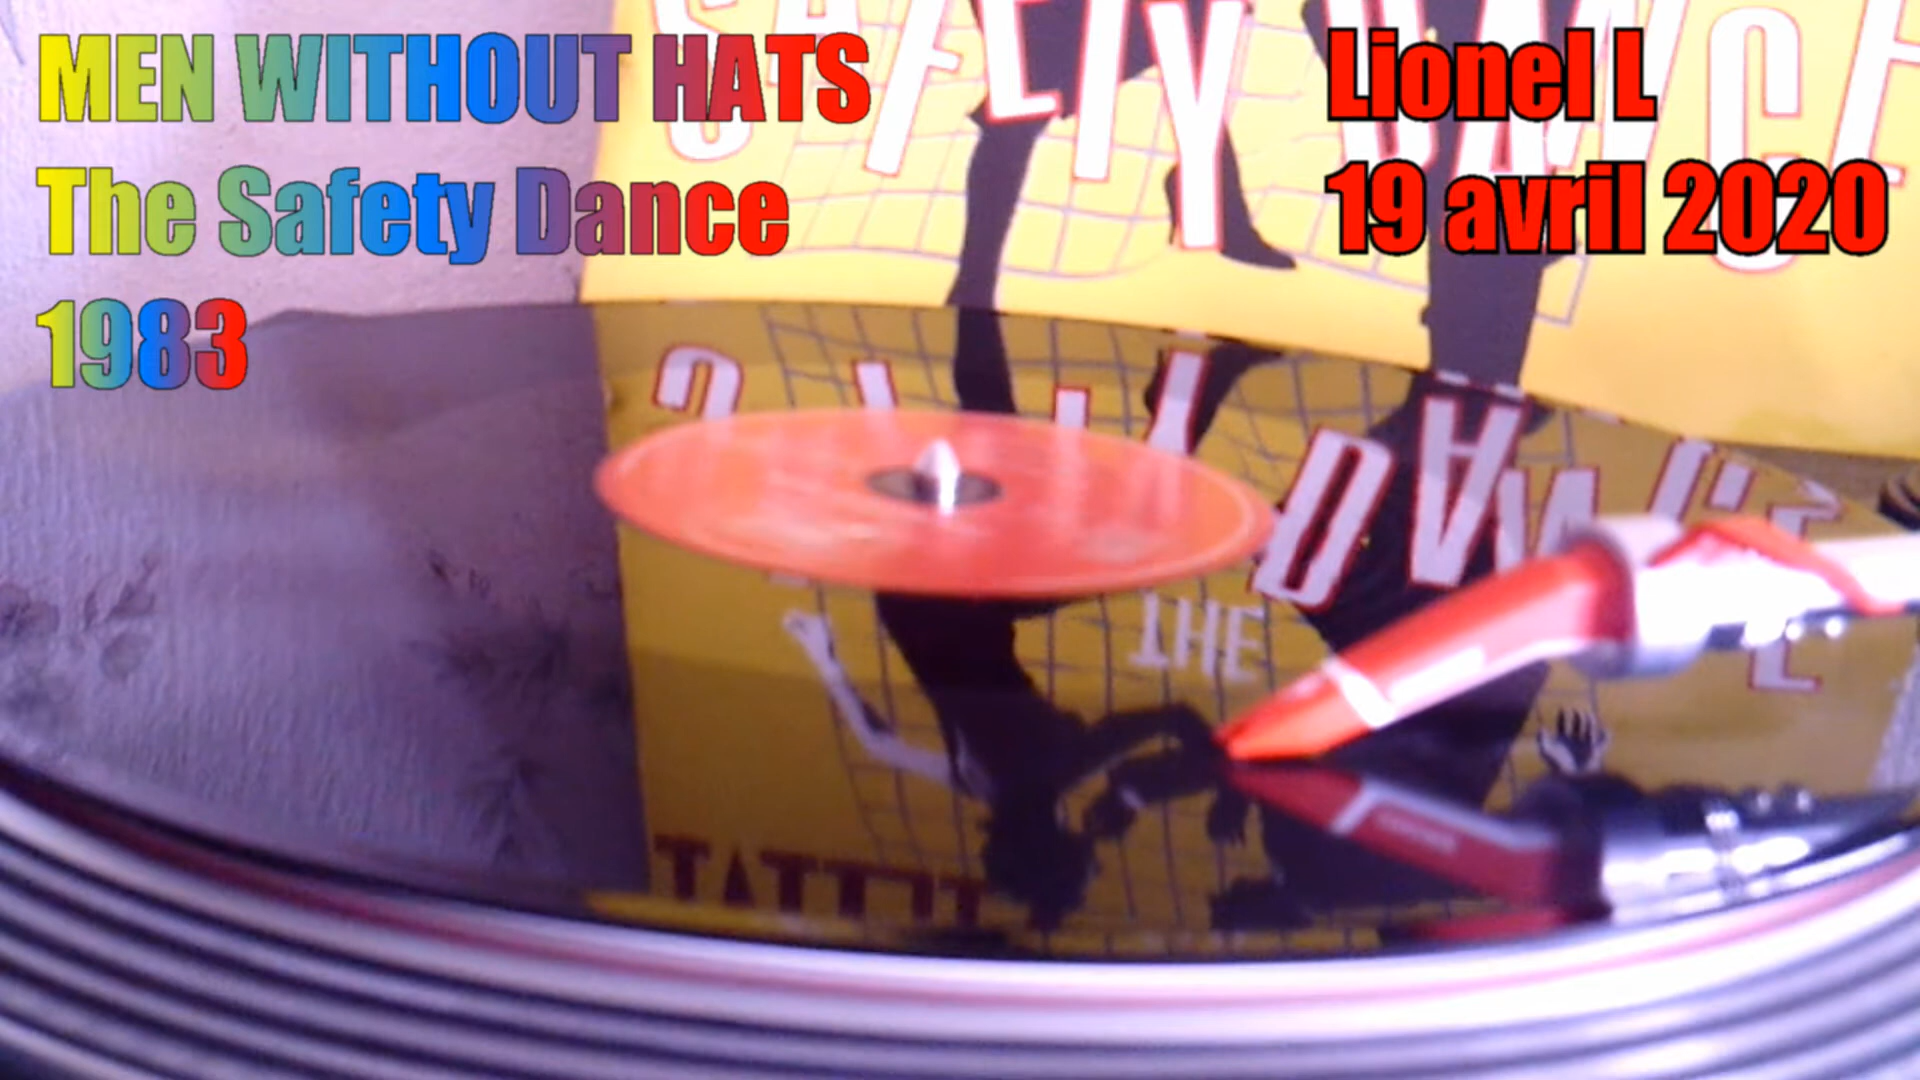 MEN WITHOUT HATS
The Safety Dance
1983
Lionel L
19 avril 2020
SAFETY DANCE
THE